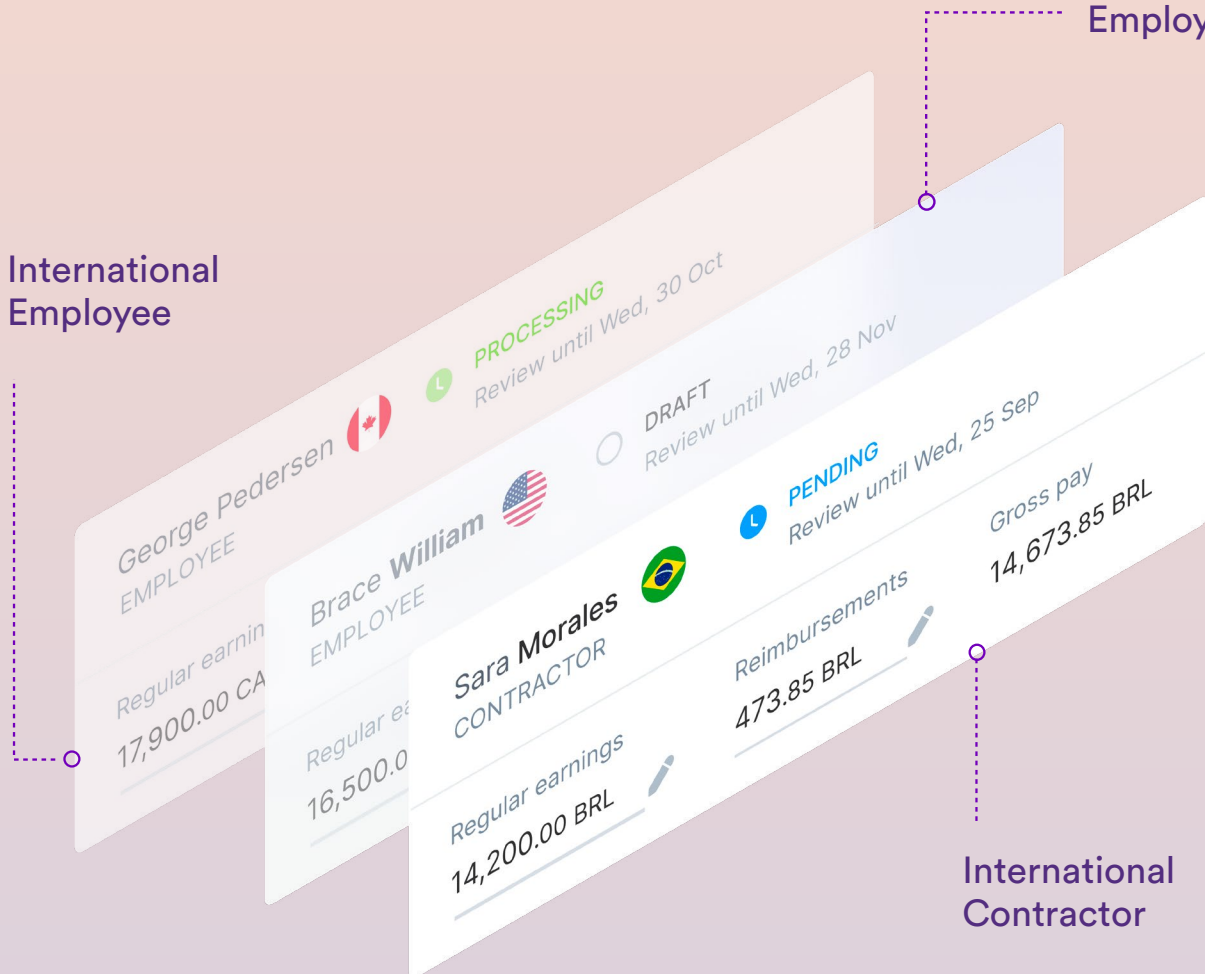 Employ
International
Employee
George Pedersen
EMPLOYEE
PROCESSING
Review until Wed, 30 Oct
Regular earnin
17,900.00 CA
Brace William
EMPLOYEE
DRAFT
Review until Wed, 28 Nov
Regular ea
16,500.0
Sara Morales
CONTRACTOR
PENDING
Review until Wed, 25 Sep
Regular earnings
14,200.00 BRL
Reimbursements
473.85 BRL
Gross pay
14,673.85 BRL
International
Contractor